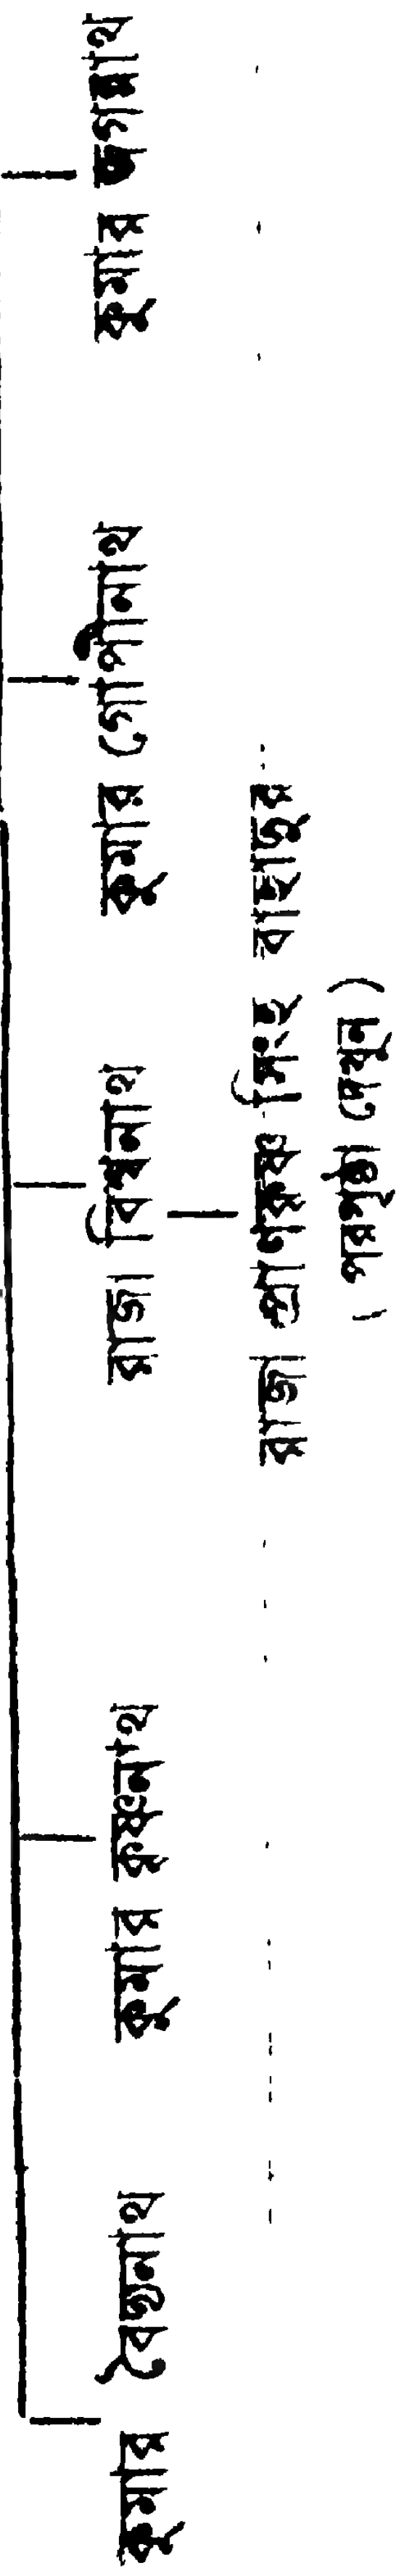 কুমার বৈদ্যনাথ
কুমার কৃষ্ণনাথ
রাজা বিশ্বনাথ
কুমার গোপীনাথ
কুমার জগন্নাথ
রাজা প্রাণকৃষ্ণ সিংহ বাহাদুর
( পরপৃষ্ঠা দেখুন )